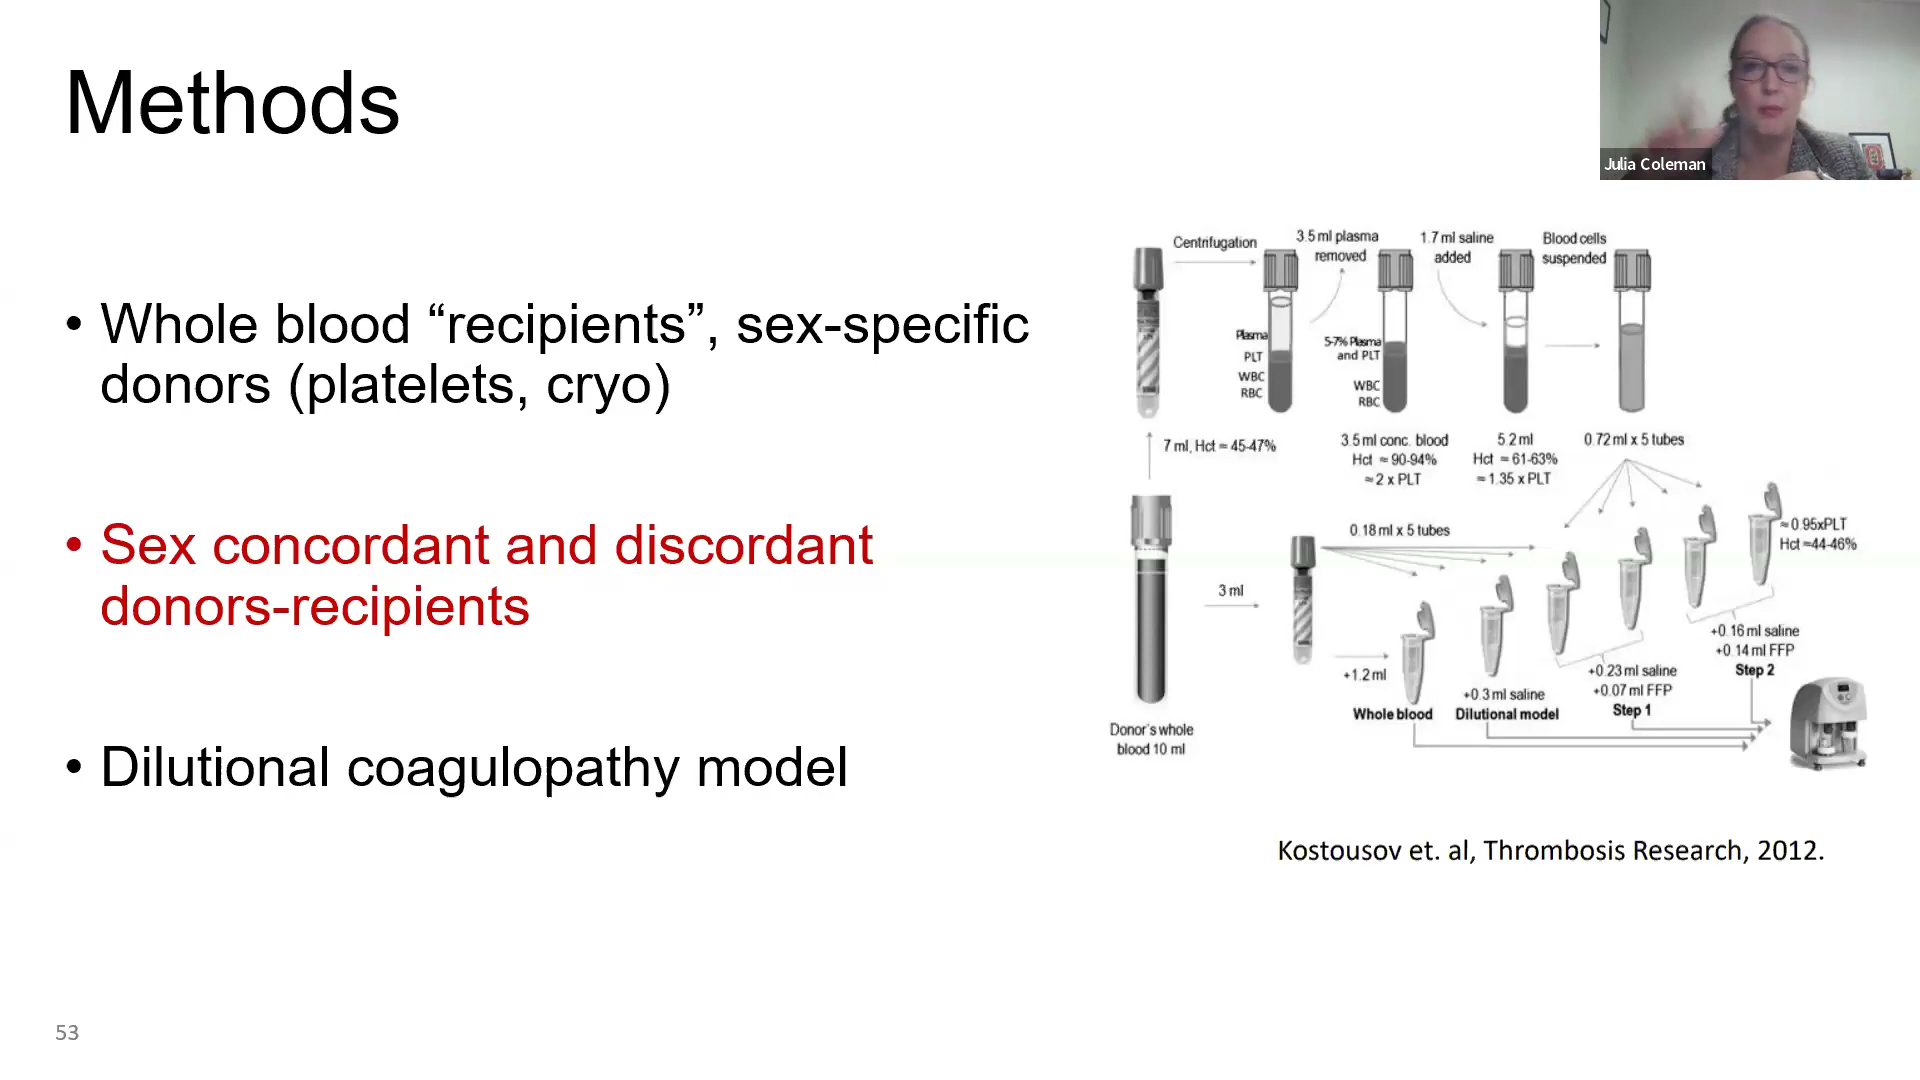 Methods
Julia Coleman
• Whole blood “recipients”, sex-specific
donors (platelets, cryo)
• Sex concordant and discordant
donors-recipients
• Dilutional coagulopathy model
Centrifugation
3.5 ml plasma
removed
1.7 ml saline
added
Blood cells
suspended
Plasma
PLT
WBC
RBC
5-7% Plasma
and PLT
WBC
RBC
7 ml, Hct ≈ 45-47%
3.5 ml conc. blood
Hct ≈ 90-94%
≈ 2 x PLT
5.2 ml
Hct ≈ 61-63%
≈ 1.35 x PLT
0.72 ml x 5 tubes
0.18 ml x 5 tubes
≈ 0.95xPLT
Hct ≈44-46%
3 ml
+1.2 ml
Whole blood
+0.3 ml saline
Dilutional model
+0.23 ml saline
+0.07 ml FFP
Step 1
+0.16 ml saline
+0.14 ml FFP
Step 2
Donor's whole
blood 10 ml
Kostousov et. al, Thrombosis Research, 2012.
53